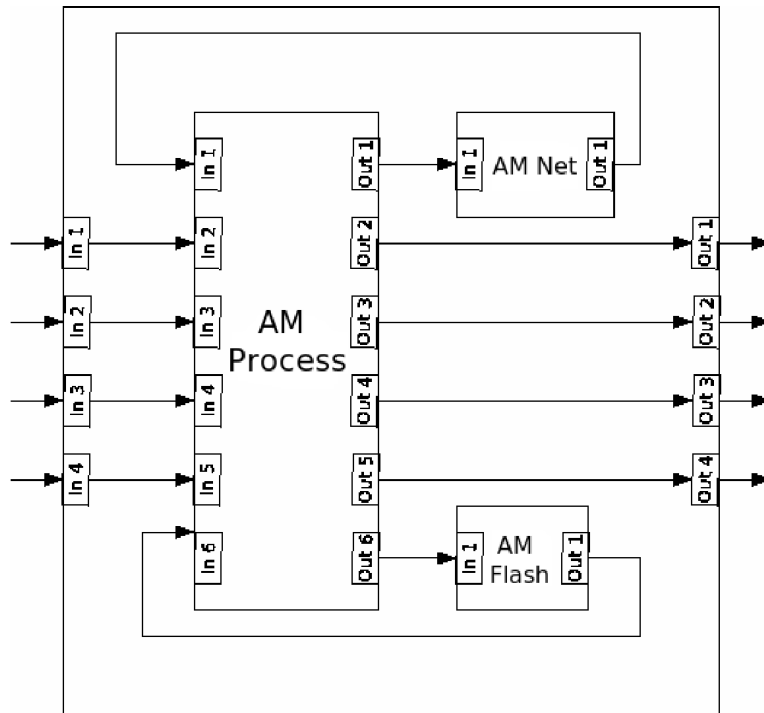 In 1
Out 1
In 1
AM Net
Out 1
In 1
In 2
Out 2
Out 1
In 2
In 3
AM
Process
Out 3
Out 2
In 3
In 4
Out 4
Out 3
In 4
In 5
Out 5
Out 4
In 6
Out 6
In 1
AM
Flash
Out 1